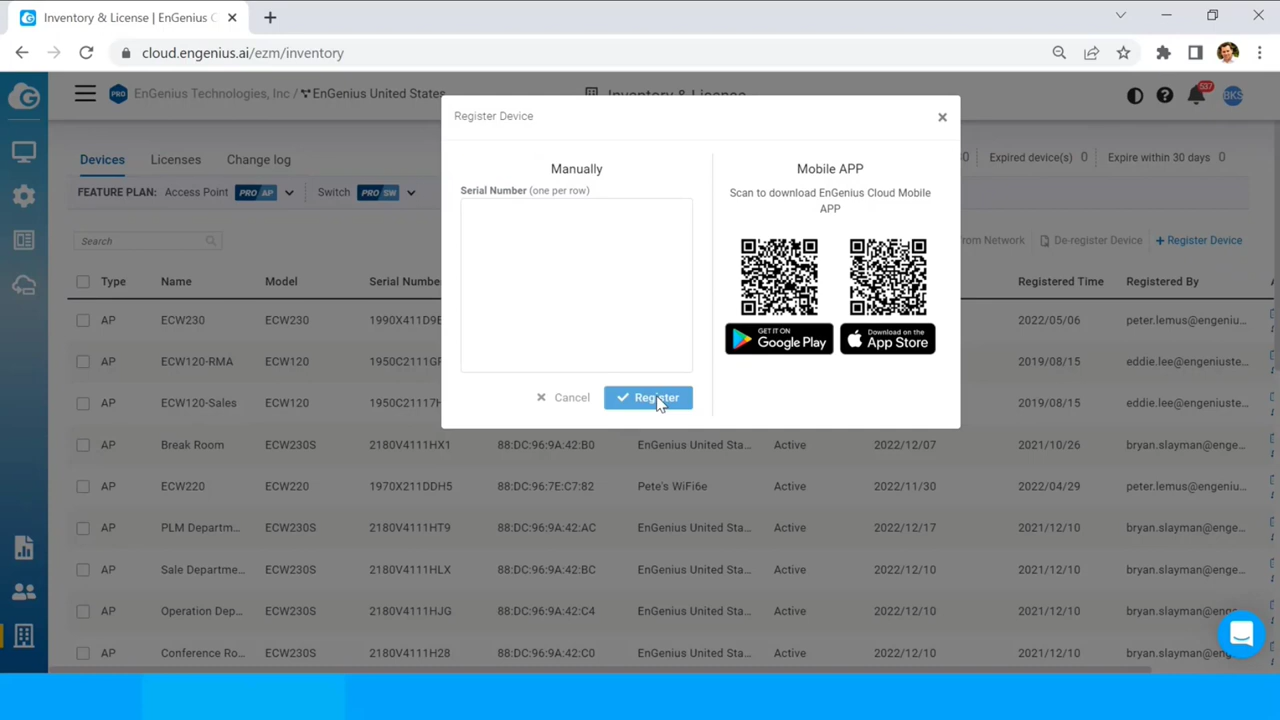 Inventory & License | EnGenius C
cloud.engenius.ai/ezm/inventory
PRO EnGenius Technologies, Inc / EnGenius United States
Inventory & License
537
BKS
Devices Licenses Change log
Expired device(s) 0 Expire within 30 days 0
FEATURE PLAN: Access Point PRO AP Switch PRO SW
Search
from Network De-register Device + Register Device
Type Name Model Serial Numbe Registered Time Registered By
AP ECW230 ECW230 1990X411D9E 2022/05/06 peter.lemus@engeniu...
AP ECW120-RMA ECW120 1950C2111GF 2019/08/15 eddie.lee@engeniuste...
AP ECW120-Sales ECW120 1950C21117H 2019/08/15 eddie.lee@engeniuste...
AP Break Room ECW230S 2180V4111HX1 88:DC:96:9A:42:B0 EnGenius United Sta... Active 2022/12/07 2021/10/26 bryan.slayman@enge...
AP ECW220 ECW220 1970X211DDH5 88:DC:96:7E:C7:82 Pete's WiFi6e Active 2022/11/30 2022/04/29 peter.lemus@engeniu...
AP PLM Departm... ECW230S 2180V4111HT9 88:DC:96:9A:42:AC EnGenius United Sta... Active 2022/12/17 2021/12/10 bryan.slayman@enge...
AP Sale Departme... ECW230S 2180V4111HLX 88:DC:96:9A:42:BC EnGenius United Sta... Active 2022/12/10 2021/12/10 bryan.slayman@enge...
AP Operation Dep... ECW230S 2180V4111HJG 88:DC:96:9A:42:C4 EnGenius United Sta... Active 2022/12/10 2021/12/10 bryan.slayman@enge...
AP Conference Ro... ECW230S 2180V4111H28 88:DC:96:9A:42:C0 EnGenius United Sta... Active 2022/12/10 2021/12/10 bryan.slayman@enge...
Register Device
Manually
Serial Number (one per row)
Cancel Register
Mobile APP
Scan to download EnGenius Cloud Mobile
APP
GET IT ON
Google Play
Download on the
App Store